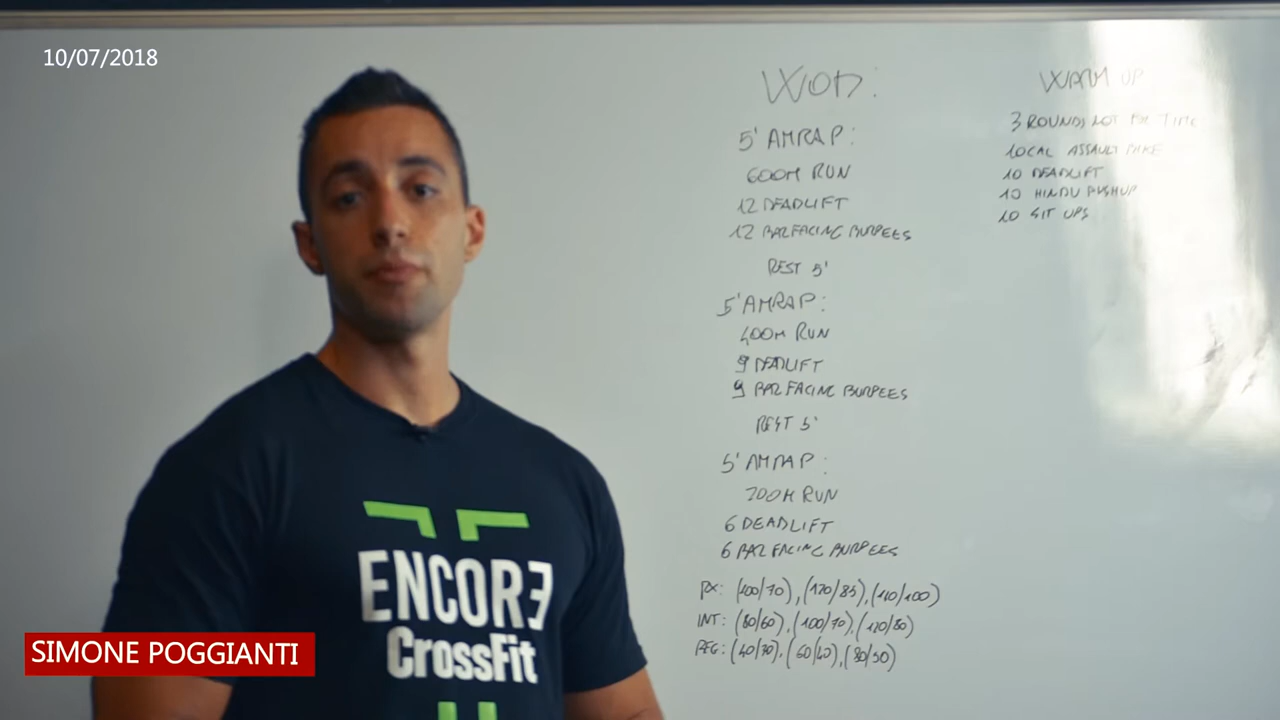 10/07/2018
WOD:
5' AMRAP:
600M RUN
12 DEADLIFT
12 BAR FACING BURPEES
REST 5'
5' AMRAP:
400M RUN
9 DEADLIFT
9 BAR FACING BURPEES
REST 5'
5' AMRAP:
200M RUN
6 DEADLIFT
6 BAR FACING BURPEES
RX: (100/70), (120/85), (140/100)
INT: (80/60), (100/70), (120/80)
(60/40), (80/50)
WARM UP
3 ROUNDS NOT FOR TIME
10CAL ASSAULT BIKE
10 DEADLIFT
10 HINDU PUSHUP
10 SIT UPS
ENCORE
CrossFit
SIMONE POGGIANTI